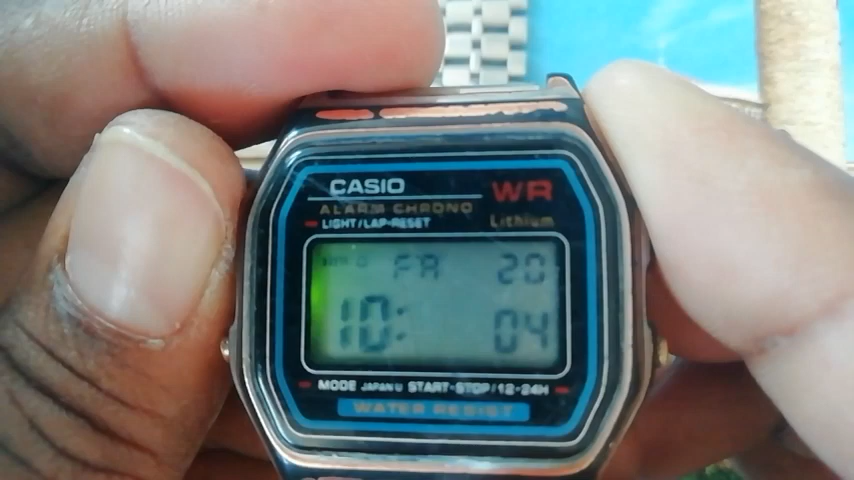 CASIO WR
ALARM CHRONO Lithium
LIGHT/LAP-RESET
FR 20
10: 04
MODE JAPAN U START-STOP/12-24H
WATER RESIST